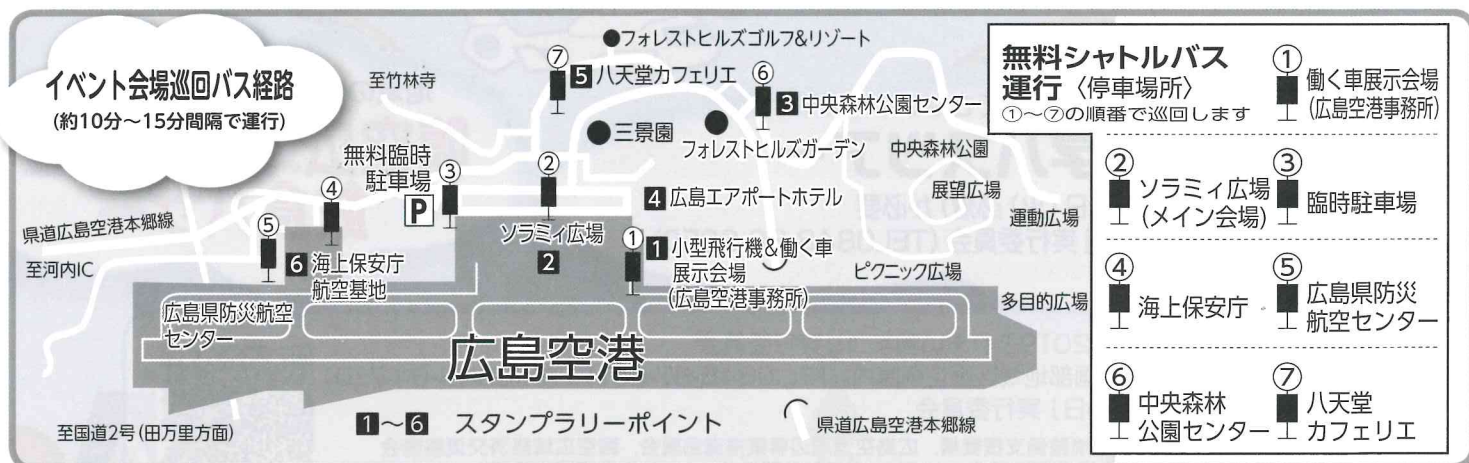 イベント会場巡回バス経路
(約10分～15分間隔で運行)
●フォレストヒルズゴルフ&リゾート
⑦
5 八天堂カフェリエ
至竹林寺
⑥
3 中央森林公園センター
●三景園
フォレストヒルズガーデン
中央森林公園
無料臨時
駐車場
P
③
②
4 広島エアポートホテル
展望広場
運動広場
④
県道広島空港本郷線
⑤
ソラミィ広場
2
①
1 小型飛行機&働く車
展示会場
(広島空港事務所)
至河内IC
6 海上保安庁
航空基地
ピクニック広場
多目的広場
広島県防災航空
センター
広島空港
1～6 スタンプラリーポイント
県道広島空港本郷線
至国道2号(田万里方面)
無料シャトルバス
運行〈停車場所〉
①～⑦の順番で巡回します
①
働く車展示会場
(広島空港事務所)
②
ソラミィ広場
(メイン会場)
③
臨時駐車場
④
海上保安庁
⑤
広島県防災
航空センター
⑥
中央森林
公園センター
⑦
八天堂
カフェリエ